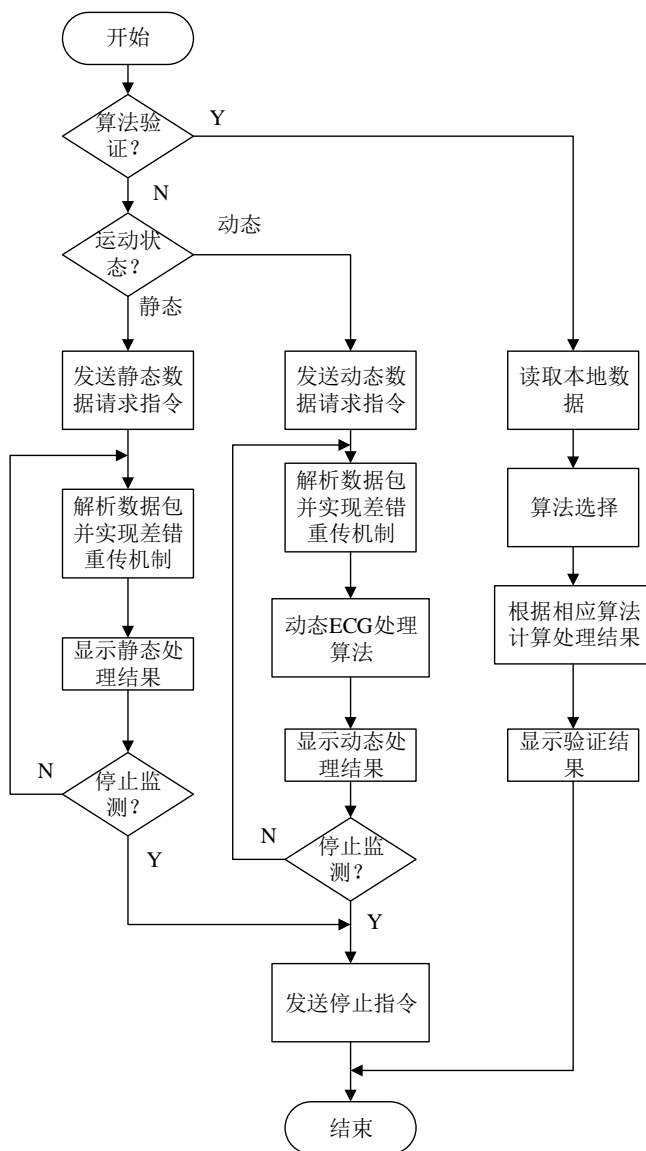 开始
算法验
证？
Y
N
运动状
态？
动态
静态
发送静态数
据请求指令
发送动态数
据请求指令
读取本地数
据
解析数据包
并实现差错
重传机制
解析数据包
并实现差错
重传机制
算法选择
显示静态处
理结果
动态ECG处理
算法
根据相应算法
计算处理结果
显示动态处
理结果
显示验证结
果
N
停止监
测？
Y
N
停止监
测？
Y
发送停止指令
结束